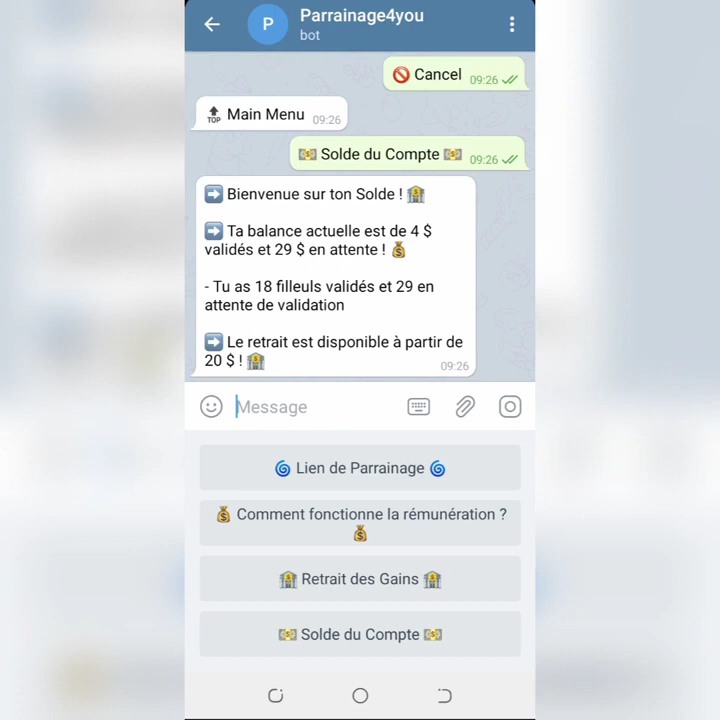 Parrainage4you
bot
🚫 Cancel 09:26
🔝 Main Menu 09:26
💵 Solde du Compte 💵 09:26
➡️ Bienvenue sur ton Solde ! 🏦
➡️ Ta balance actuelle est de 4 $
validés et 29 $ en attente ! 💰
- Tu as 18 filleuls validés et 29 en
attente de validation
➡️ Le retrait est disponible à partir de
20 $ ! 🏦
09:26
Message
🌀 Lien de Parrainage 🌀
💰 Comment fonctionne la rémunération ?
💰
🏦 Retrait des Gains 🏦
💵 Solde du Compte 💵